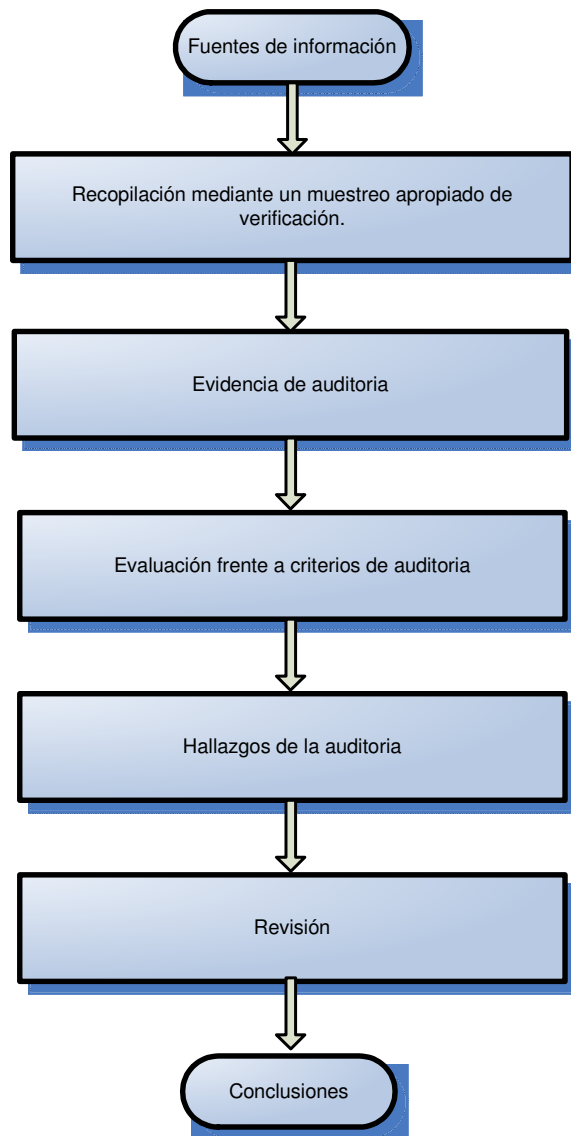 Fuentes de información
Recopilación mediante un muestreo apropiado de
verificación.
Evidencia de auditoria
Evaluación frente a criterios de auditoria
Hallazgos de la auditoria
Revisión
Conclusiones